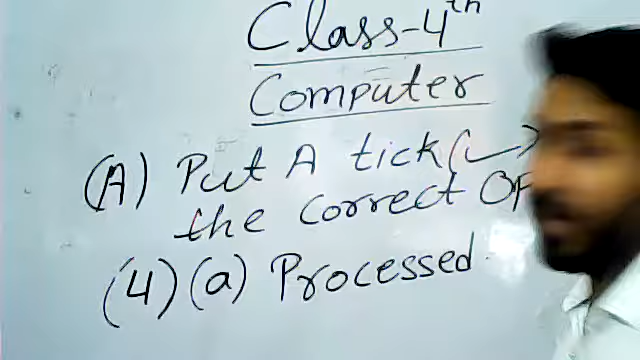 Class-4th
Computer
(A) Put A tick (✓)
the correct OP
(4) (a) Processed.